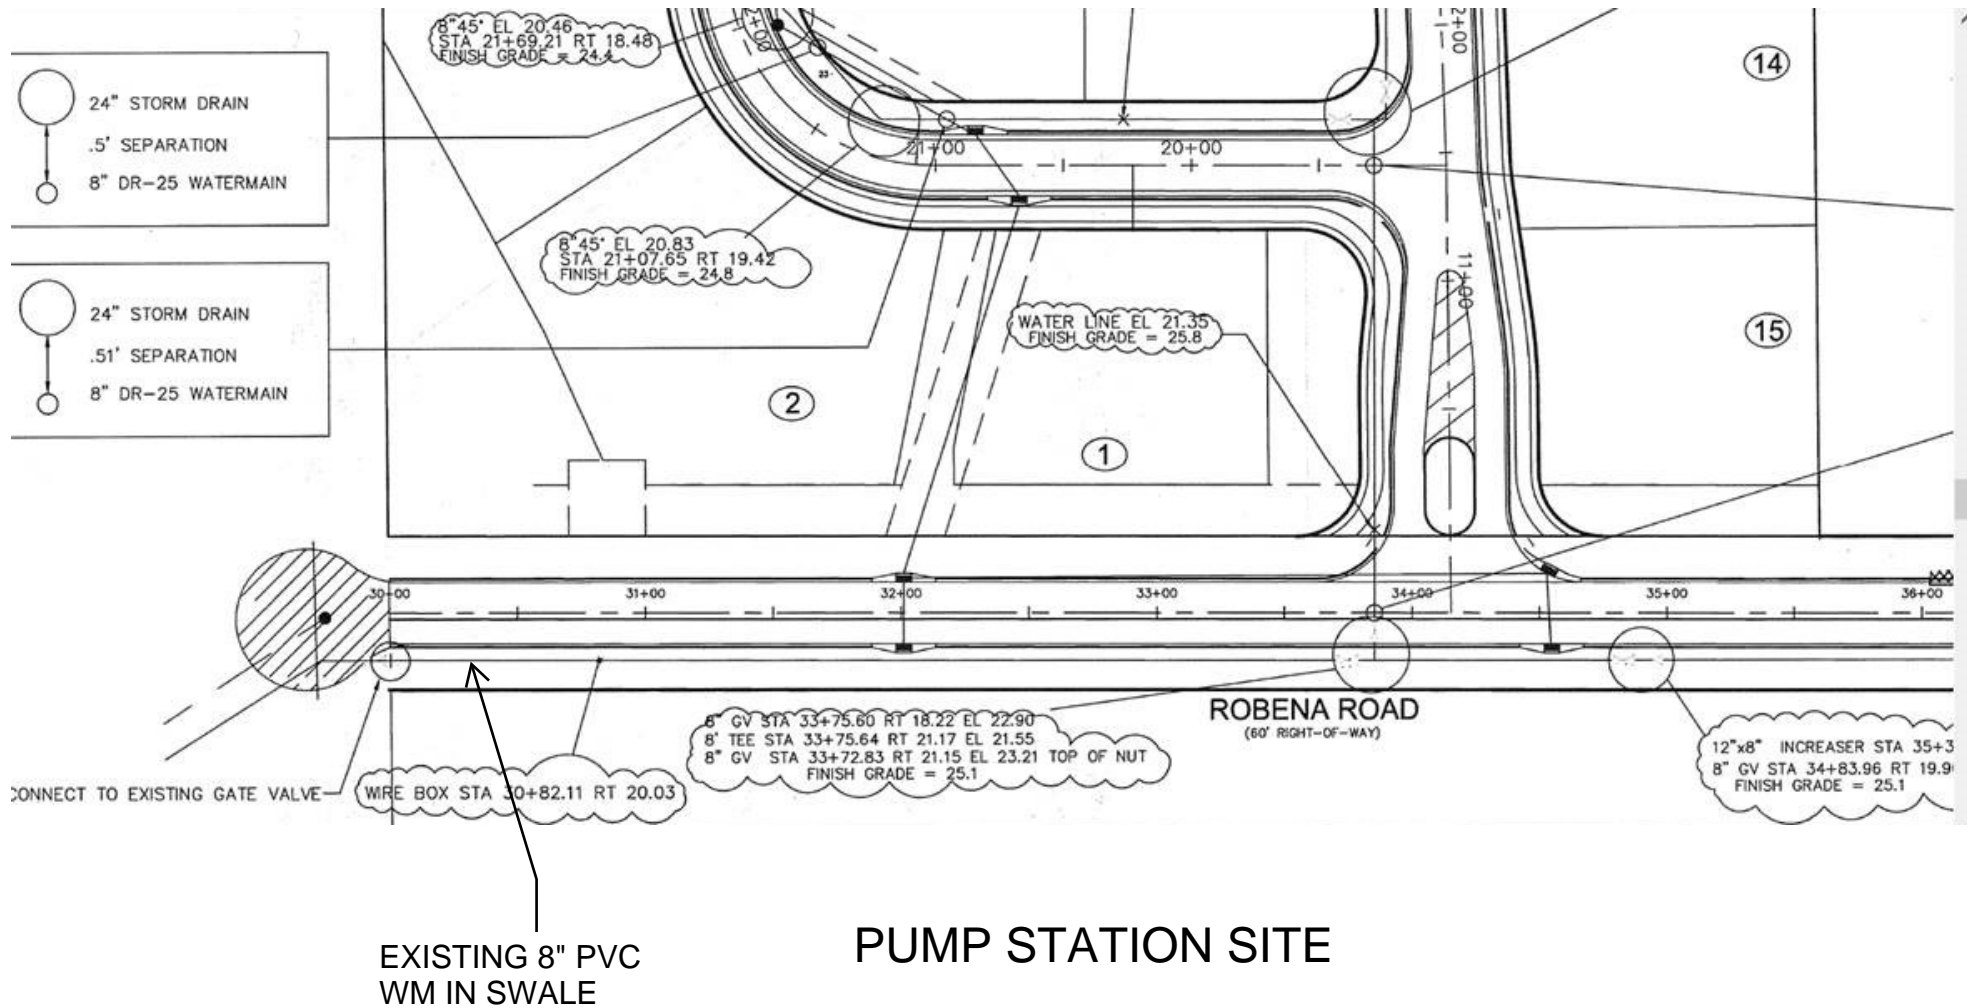 8"45° EL 20.46
STA 21+69.21 RT 18.48
FINISH GRADE = 24.4
2+00
23
2+00
14
24" STORM DRAIN
.5' SEPARATION
8" DR-25 WATERMAIN
21+00
20+00
8"45° EL 20.83
STA 21+07.65 RT 19.42
FINISH GRADE = 24.8
11+00
24" STORM DRAIN
.51' SEPARATION
8" DR-25 WATERMAIN
WATER LINE EL 21.35
FINISH GRADE = 25.8
15
2
1
30+00
31+00
32+00
33+00
34+00
35+00
36+00
ROBENA ROAD
(60' RIGHT-OF-WAY)
8" GV STA 33+75.60 RT 18.22 EL 22.90
8' TEE STA 33+75.64 RT 21.17 EL 21.55
8" GV STA 33+72.83 RT 21.15 EL 23.21 TOP OF NUT
FINISH GRADE = 25.1
12"x8" INCREASER STA 35+3
8" GV STA 34+83.96 RT 19.9
FINISH GRADE = 25.1
CONNECT TO EXISTING GATE VALVE
WIRE BOX STA 30+82.11 RT 20.03
EXISTING 8" PVC
WM IN SWALE
PUMP STATION SITE